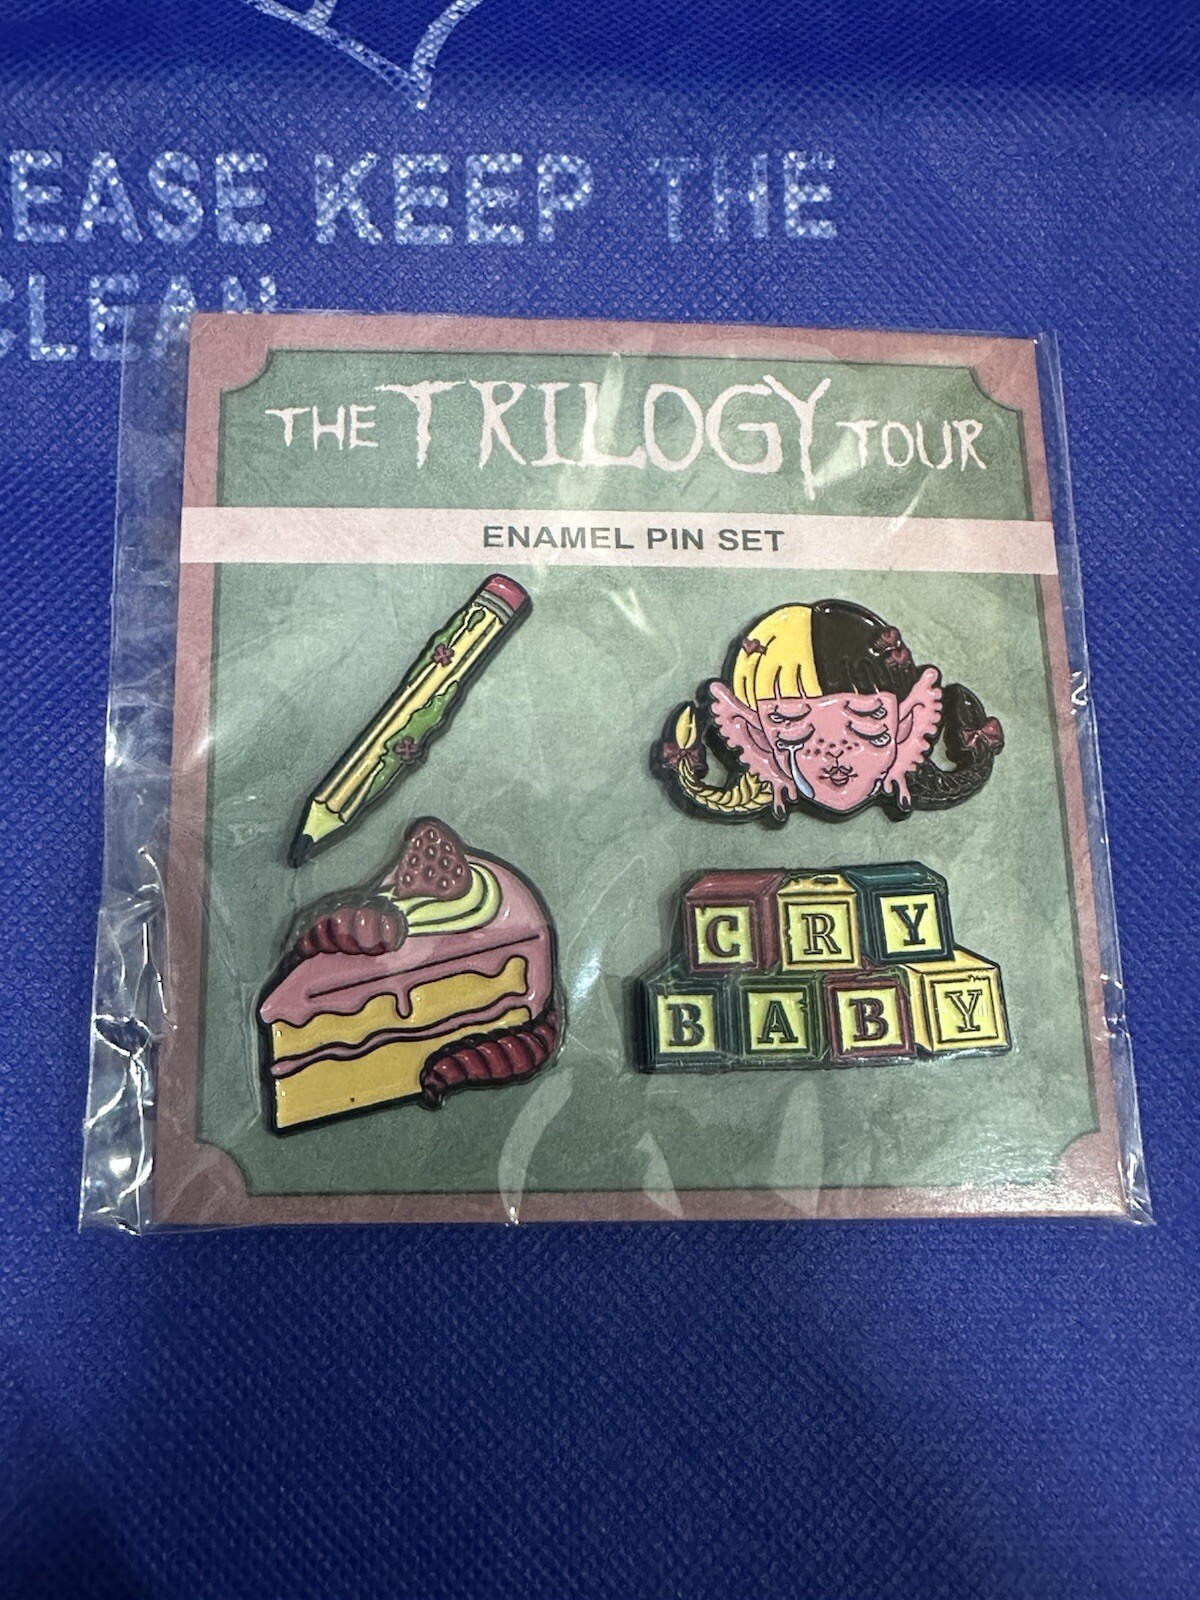 EASE KEEP THE
CLEAN
THE TRILOGY TOUR
ENAMEL PIN SET
CRY
BABY